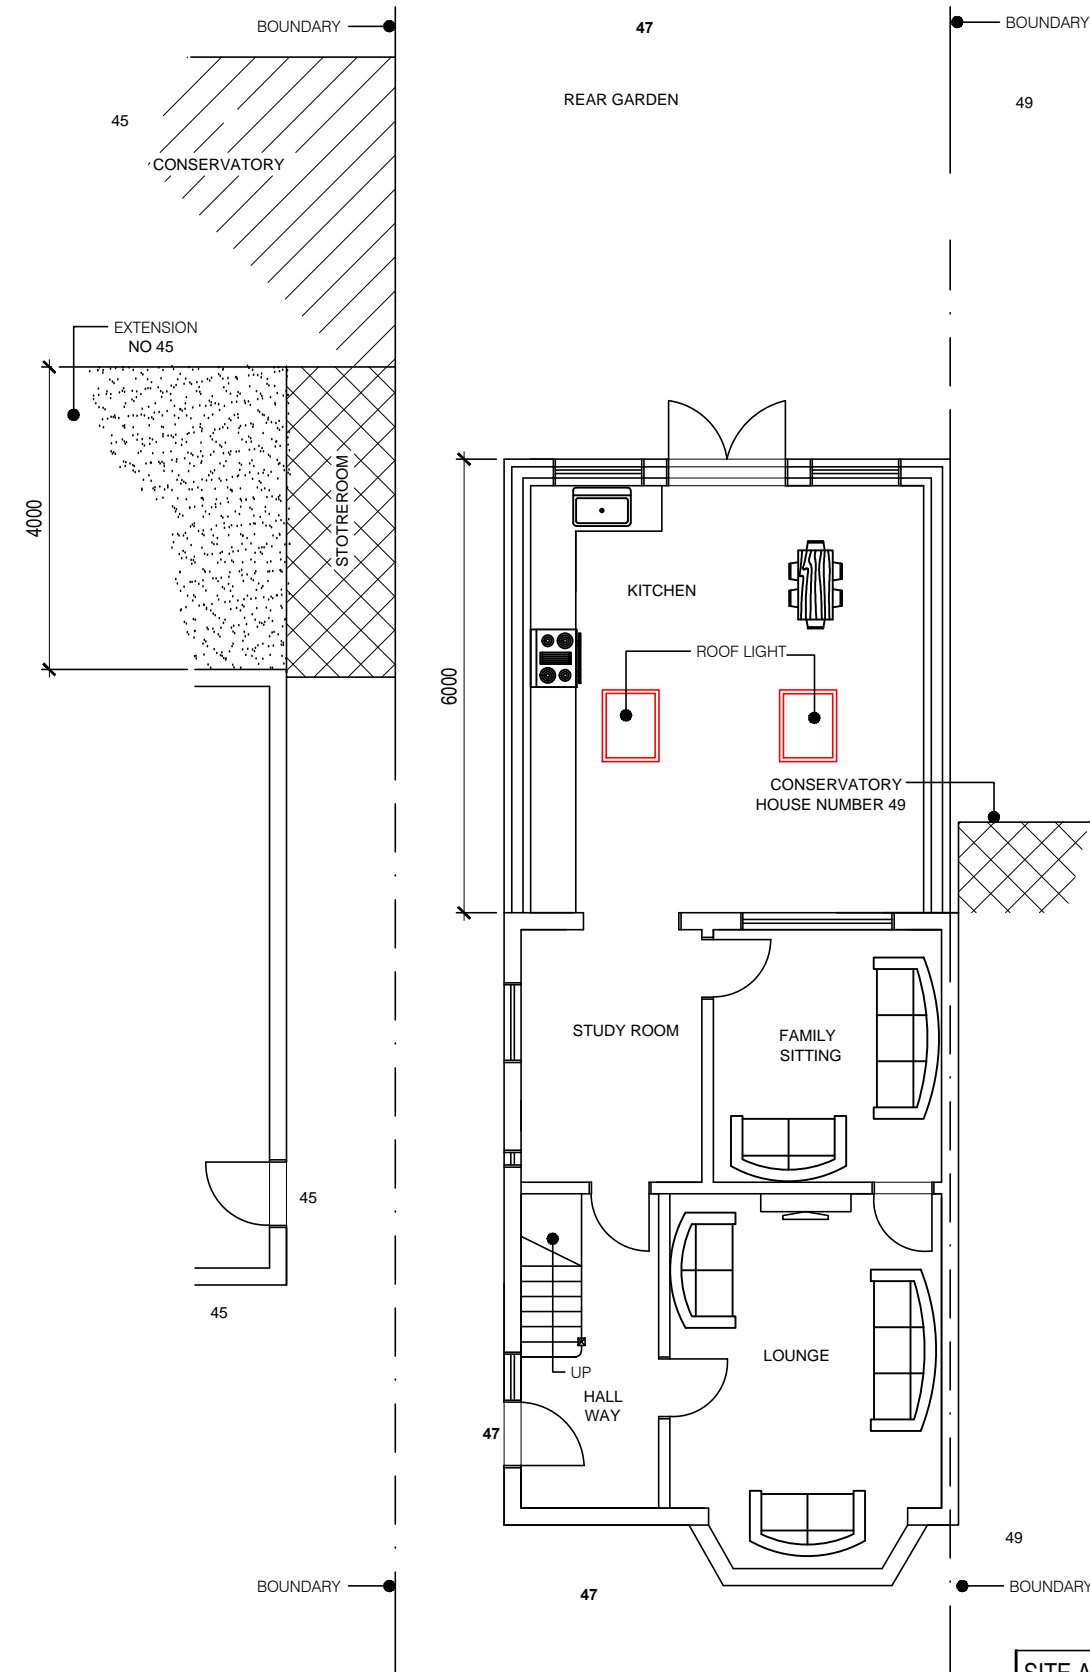 BOUNDARY
47
BOUNDARY
REAR GARDEN
45
49
CONSERVATORY
EXTENSION
NO 45
4000
STOTREROOM
KITCHEN
ROOF LIGHT
6000
CONSERVATORY
HOUSE NUMBER 49
STUDY ROOM
FAMILY
SITTING
45
45
LOUNGE
UP
HALL
WAY
47
49
BOUNDARY
47
BOUNDARY
SITE A